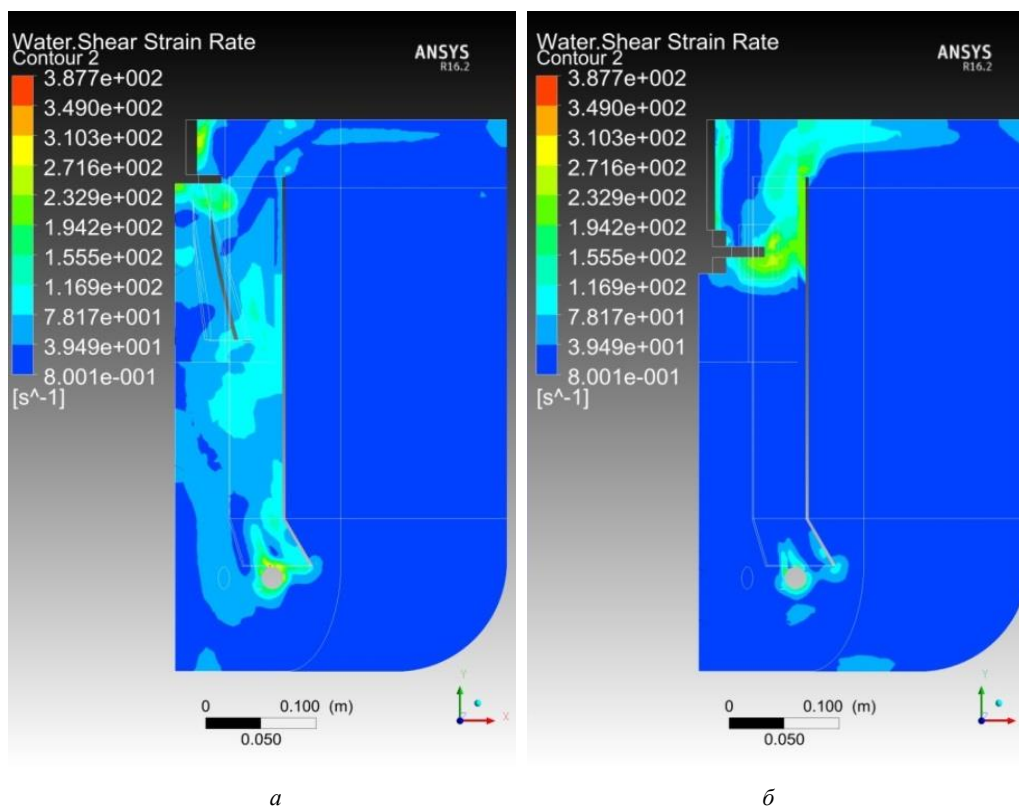 Water.Shear Strain Rate
Contour 2
ANSYS
R16.2
3.877e+002
3.490e+002
3.103e+002
2.716e+002
2.329e+002
1.942e+002
1.555e+002
1.169e+002
7.817e+001
3.949e+001
8.001e-001
[s^-1]
0 0.100 (m)
0.050
Y
X
Z
а
Water.Shear Strain Rate
Contour 2
ANSYS
R16.2
3.877e+002
3.490e+002
3.103e+002
2.716e+002
2.329e+002
1.942e+002
1.555e+002
1.169e+002
7.817e+001
3.949e+001
8.001e-001
[s^-1]
0 0.100 (m)
0.050
Y
б